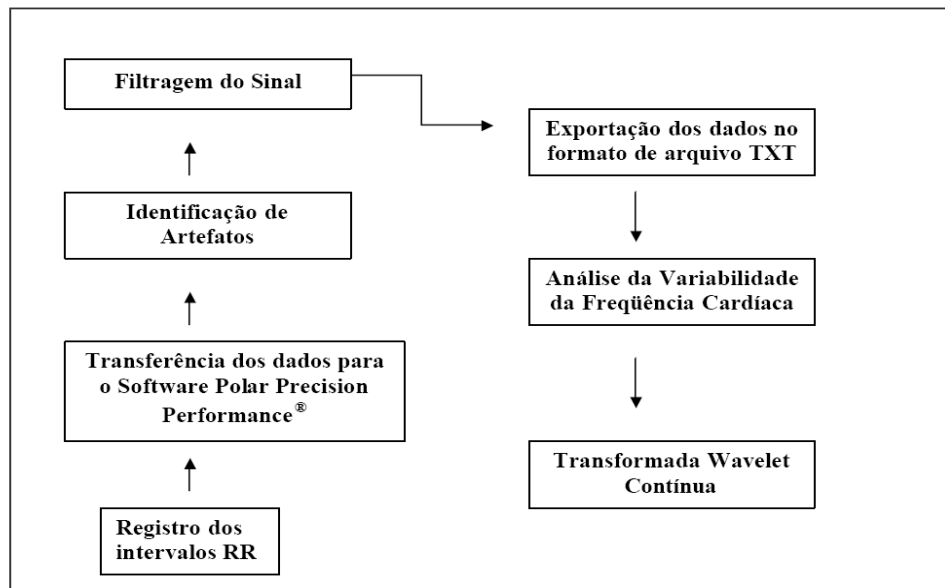 Filtragem do Sinal
Exportação dos dados no
formato de arquivo TXT
Identificação de
Artefatos
Análise da Variabilidade
da Freqüência Cardíaca
Transferência dos dados para
o Software Polar Precision
Performance®
Transformada Wavelet
Contínua
Registro dos
intervalos RR